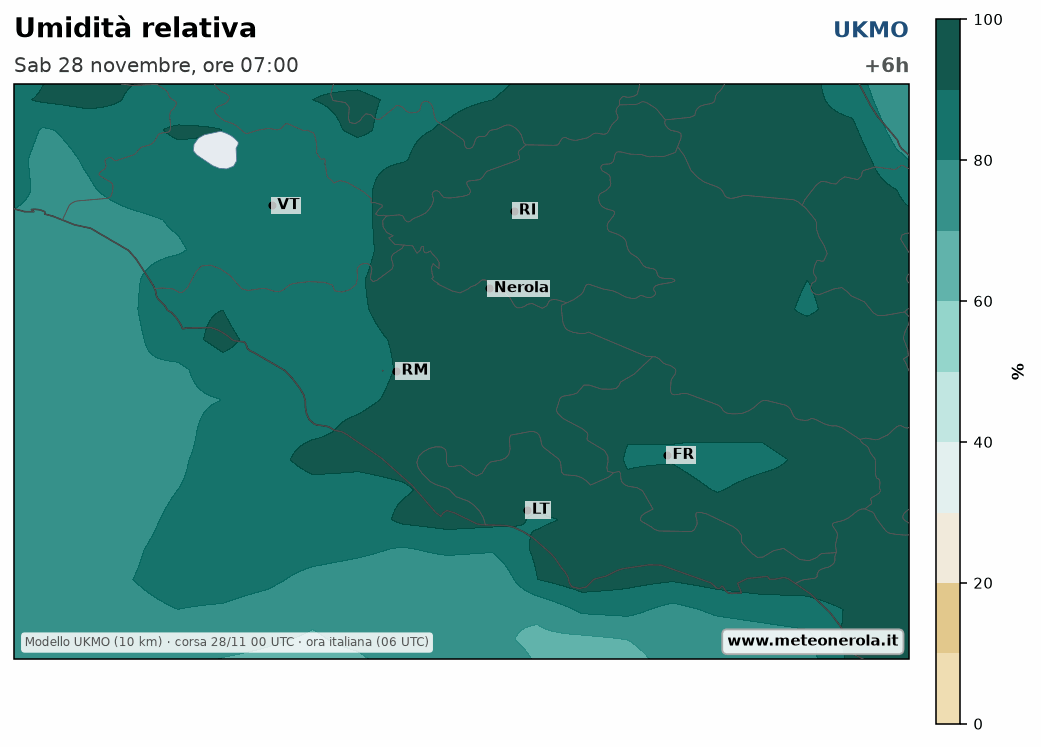 Umidità relativa
UKMO
Sab 28 novembre, ore 07:00
+6h
100
80
60
40
20
0
%
VT
RI
Nerola
RM
FR
LT
Modello UKMO (10 km) · corsa 28/11 00 UTC · ora italiana (06 UTC)
www.meteonerola.it